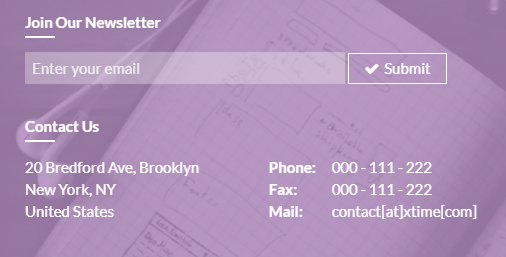 Join Our Newsletter
Enter your email
Submit
Contact Us
20 Bredford Ave, Brooklyn
New York, NY
United States
Phone: 000 - 111 - 222
Fax: 000 - 111 - 222
Mail: contact[at]xtime[com]